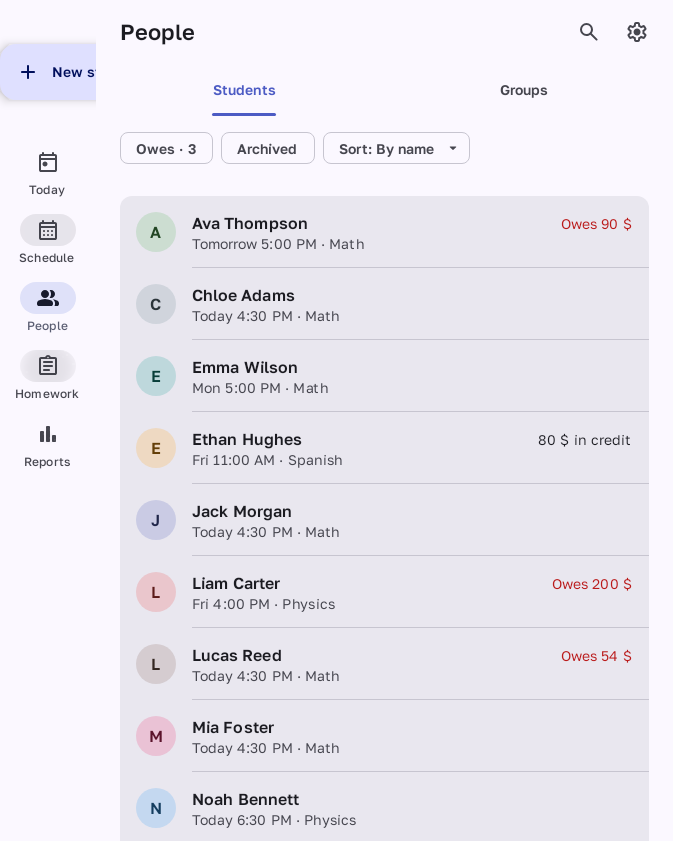 People
New s
Today
Schedule
People
Homework
Reports
Students
Groups
Owes · 3
Archived
Sort: By name
A
Ava Thompson
Owes 90 $
Tomorrow 5:00 PM · Math
C
Chloe Adams
Today 4:30 PM · Math
E
Emma Wilson
Mon 5:00 PM · Math
E
Ethan Hughes
80 $ in credit
Fri 11:00 AM · Spanish
J
Jack Morgan
Today 4:30 PM · Math
L
Liam Carter
Owes 200 $
Fri 4:00 PM · Physics
L
Lucas Reed
Owes 54 $
Today 4:30 PM · Math
M
Mia Foster
Today 4:30 PM · Math
N
Noah Bennett
Today 6:30 PM · Physics